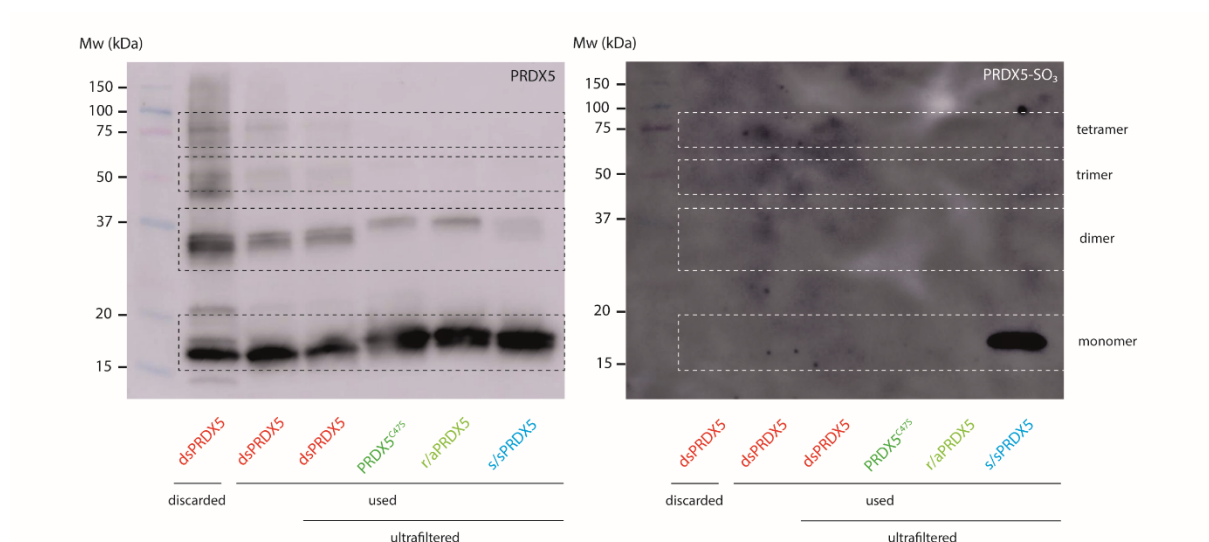 Mw (kDa)
PRDX5
150
100
75
50
37
20
15
dsPRDX5
dsPRDX5
dsPRDX5
PRDX5C47S
r/aPRDX5
s/sPRDX5
discarded
used
ultrafiltered
Mw (kDa)
PRDX5-SO3
150
100
75
50
37
20
15
tetramer
trimer
dimer
monomer
dsPRDX5
dsPRDX5
dsPRDX5
PRDX5C47S
r/aPRDX5
s/sPRDX5
discarded
used
ultrafiltered